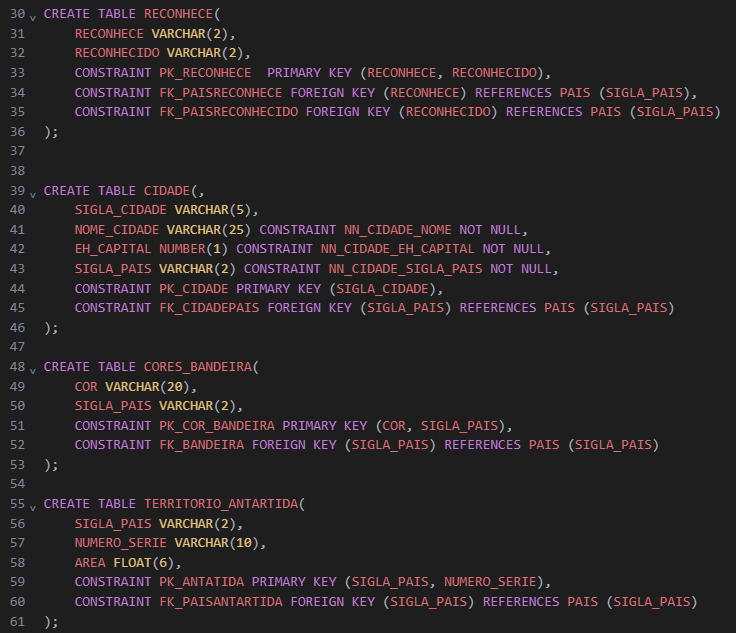 30 CREATE TABLE RECONHECE(
31 RECONHECE VARCHAR(2),
32 RECONHECIDO VARCHAR(2),
33 CONSTRAINT PK_RECONHECE  PRIMARY KEY (RECONHECE, RECONHECIDO),
34 CONSTRAINT FK_PAISRECONHECE FOREIGN KEY (RECONHECE) REFERENCES PAIS (SIGLA_PAIS),
35 CONSTRAINT FK_PAISRECONHECIDO FOREIGN KEY (RECONHECIDO) REFERENCES PAIS (SIGLA_PAIS)
36 );
37
38
39 CREATE TABLE CIDADE(,
40 SIGLA_CIDADE VARCHAR(5),
41 NOME_CIDADE VARCHAR(25) CONSTRAINT NN_CIDADE_NOME NOT NULL,
42 EH_CAPITAL NUMBER(1) CONSTRAINT NN_CIDADE_EH_CAPITAL NOT NULL,
43 SIGLA_PAIS VARCHAR(2) CONSTRAINT NN_CIDADE_SIGLA_PAIS NOT NULL,
44 CONSTRAINT PK_CIDADE PRIMARY KEY (SIGLA_CIDADE),
45 CONSTRAINT FK_CIDADEPAIS FOREIGN KEY (SIGLA_PAIS) REFERENCES PAIS (SIGLA_PAIS)
46 );
47
48 CREATE TABLE CORES_BANDEIRA(
49 COR VARCHAR(20),
50 SIGLA_PAIS VARCHAR(2),
51 CONSTRAINT PK_COR_BANDEIRA PRIMARY KEY (COR, SIGLA_PAIS),
52 CONSTRAINT FK_BANDEIRA FOREIGN KEY (SIGLA_PAIS) REFERENCES PAIS (SIGLA_PAIS)
53 );
54
55 CREATE TABLE TERRITORIO_ANTARTIDA(
56 SIGLA_PAIS VARCHAR(2),
57 NUMERO_SERIE VARCHAR(10),
58 AREA FLOAT(6),
59 CONSTRAINT PK_ANTATIDA PRIMARY KEY (SIGLA_PAIS, NUMERO_SERIE),
60 CONSTRAINT FK_PAISANTARTIDA FOREIGN KEY (SIGLA_PAIS) REFERENCES PAIS (SIGLA_PAIS)
61 );